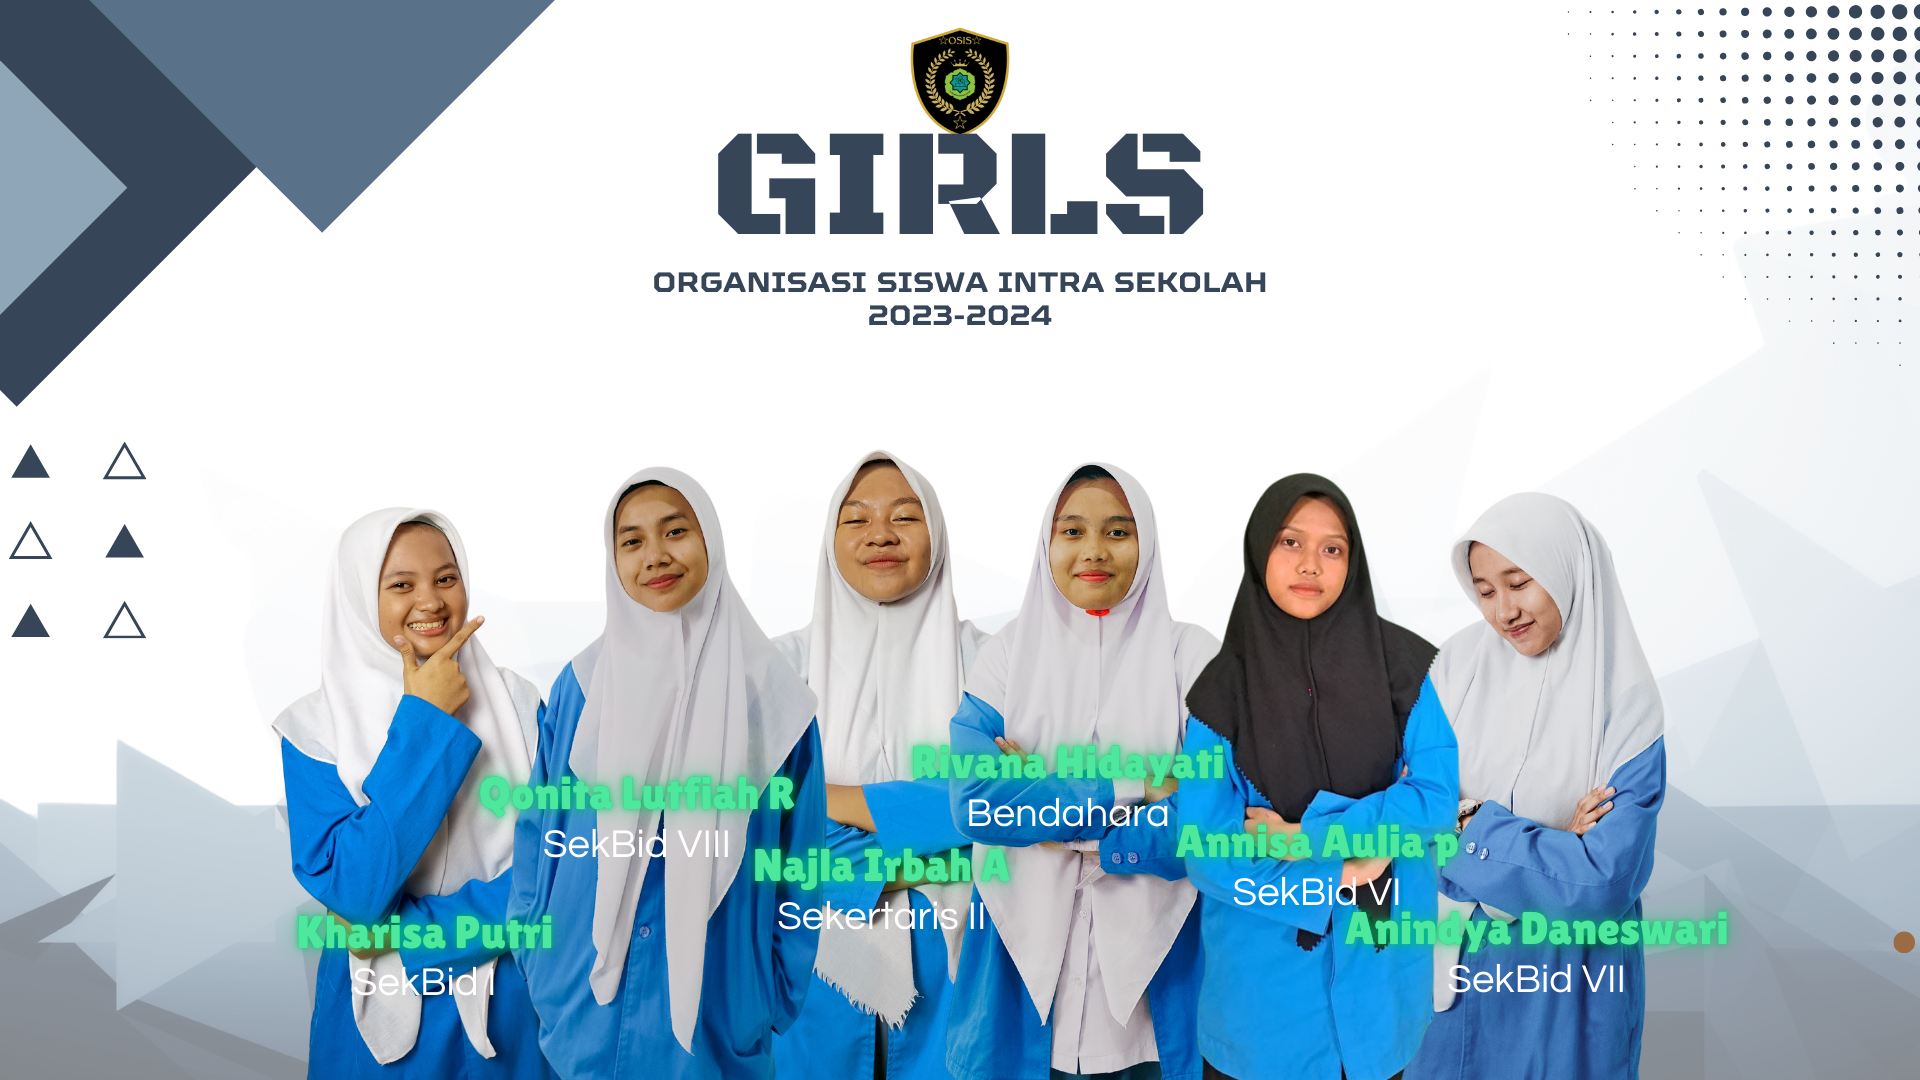 ☆OSIS☆
GIRLS
ORGANISASI SISWA INTRA SEKOLAH
2023-2024
Rivana Hidayati
Bendahara
Qonita Lutfiah R
SekBid VIII
Annisa Aulia p
SekBid VI
Najla Irbah A
Sekertaris II
Kharisa Putri
SekBid I
Anindya Daneswari
SekBid VII